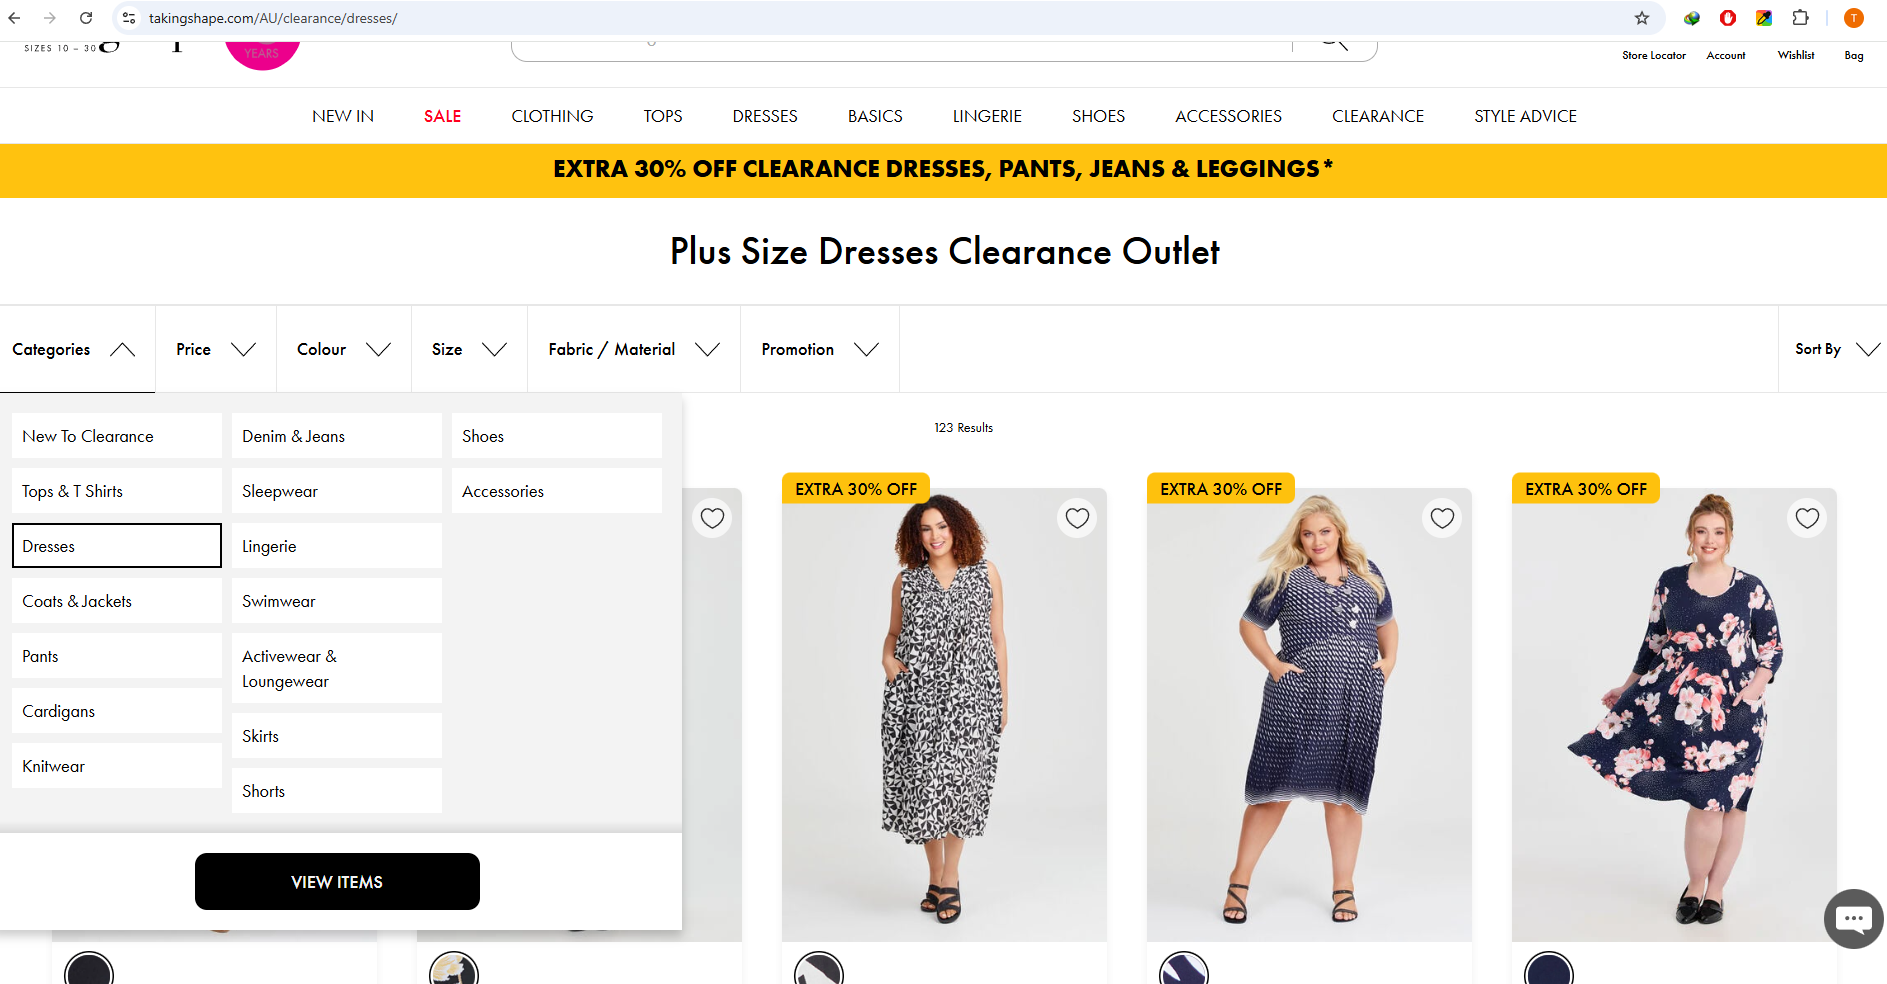 takingshape.com/AU/clearance/dresses/
T
SIZES 10 – 30
YEARS
Store Locator
Account
Wishlist
Bag
NEW IN
SALE
CLOTHING
TOPS
DRESSES
BASICS
LINGERIE
SHOES
ACCESSORIES
CLEARANCE
STYLE ADVICE
EXTRA 30% OFF CLEARANCE DRESSES, PANTS, JEANS & LEGGINGS*
Plus Size Dresses Clearance Outlet
Categories
Price
Colour
Size
Fabric / Material
Promotion
Sort By
New To Clearance
Tops & T Shirts
Dresses
Coats & Jackets
Pants
Cardigans
Knitwear
Denim & Jeans
Sleepwear
Lingerie
Swimwear
Activewear &
Loungewear
Skirts
Shorts
Shoes
Accessories
VIEW ITEMS
123 Results
EXTRA 30% OFF
EXTRA 30% OFF
EXTRA 30% OFF